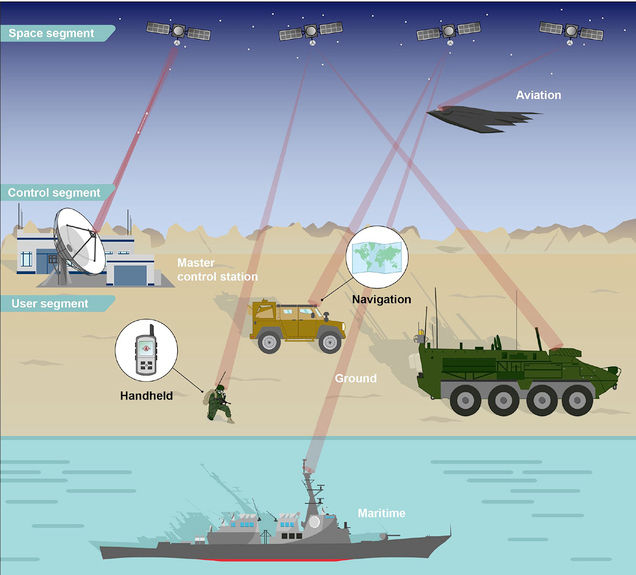 Space segment
Aviation
Control segment
Master
control station
Navigation
User segment
Handheld
Ground
Maritime